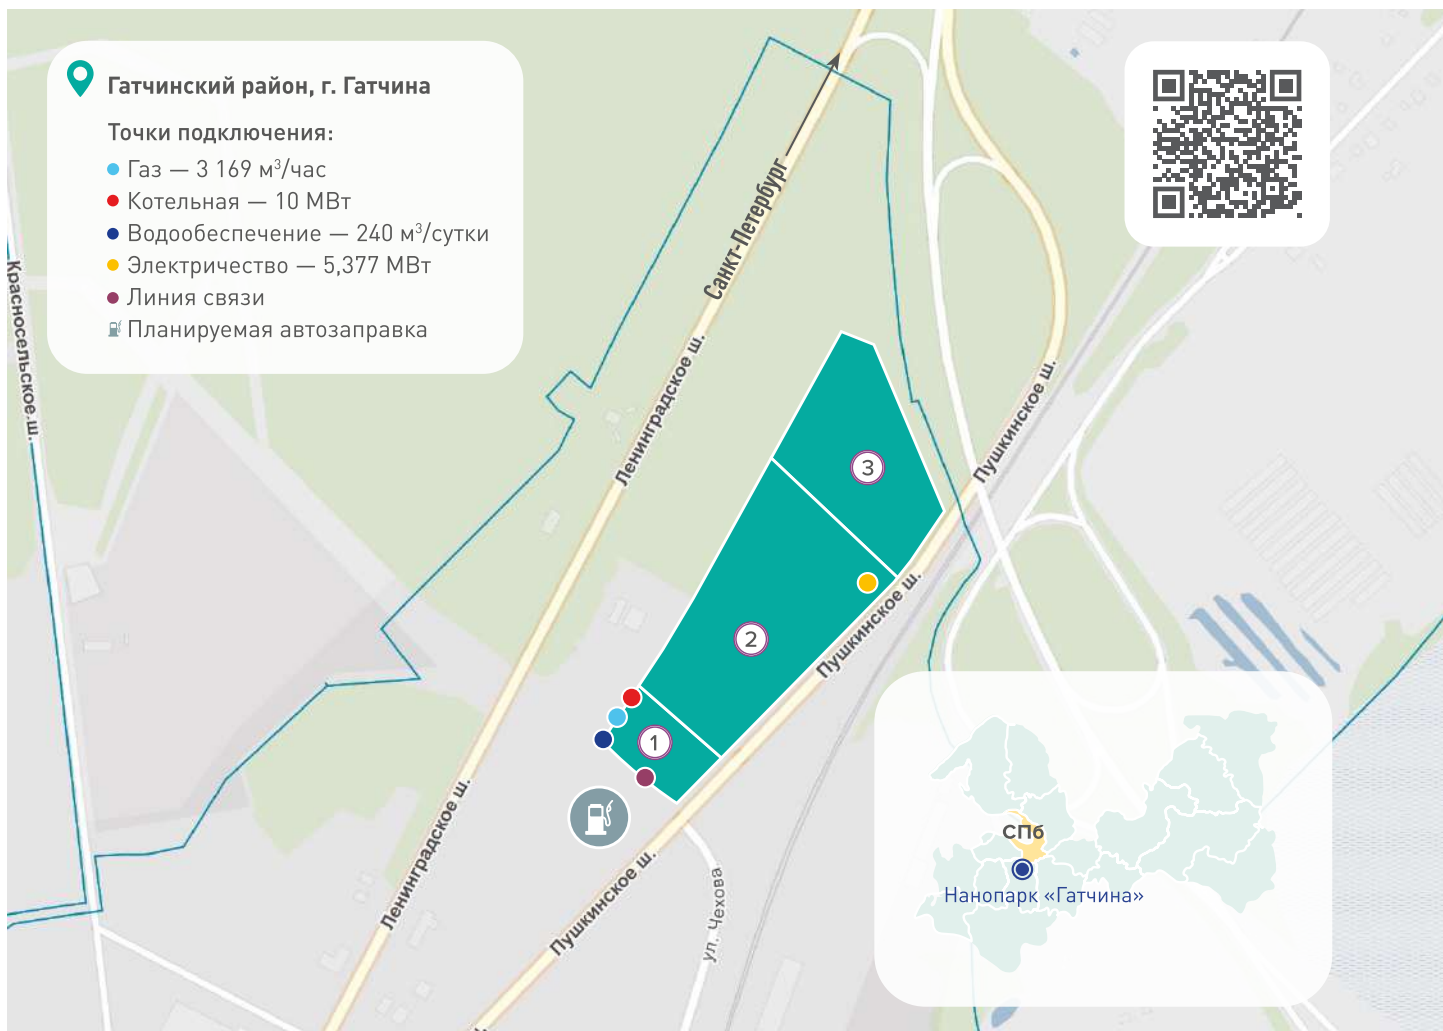 Гатчинский район, г. Гатчина
Точки подключения:
Газ — 3 169 м³/час
Котельная — 10 МВт
Водообеспечение — 240 м³/сутки
Электричество — 5,377 МВт
Линия связи
Планируемая автозаправка
Красносельское ш.
Санкт-Петербург
Ленинградское ш.
Пушкинское ш.
3
2
Пушкинское ш.
1
Ленинградское ш.
Пушкинское ш.
ул. Чехова
СПб
Нанопарк «Гатчина»